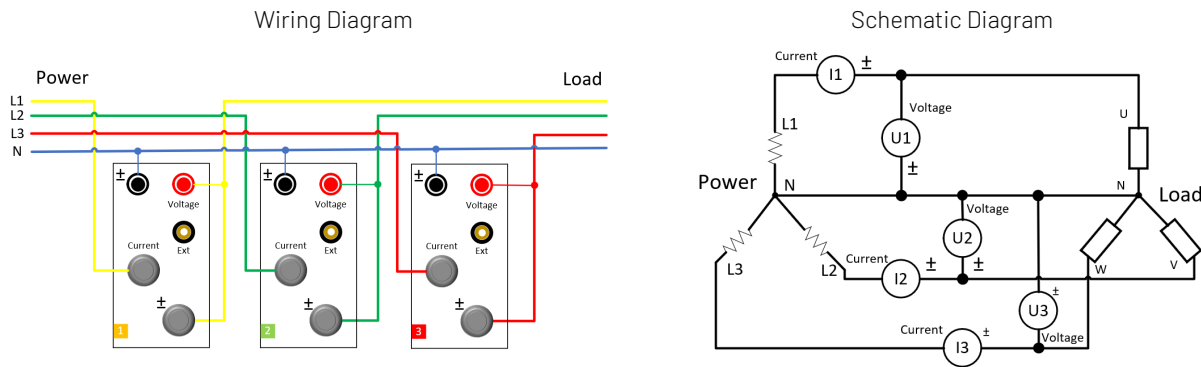 Wiring Diagram
Power
Load
L1
L2
L3
N
±
±
±
Voltage
Voltage
Voltage
Current
Ext
Current
Ext
Current
Ext
±
±
±
1
2
3
Schematic Diagram
Current
I1
±
L1
Voltage
U1
±
U
Power
N
N
Load
Voltage
U2
L3
L2
Current
I2
±
±
W
V
U3
±
Current
I3
±
Voltage